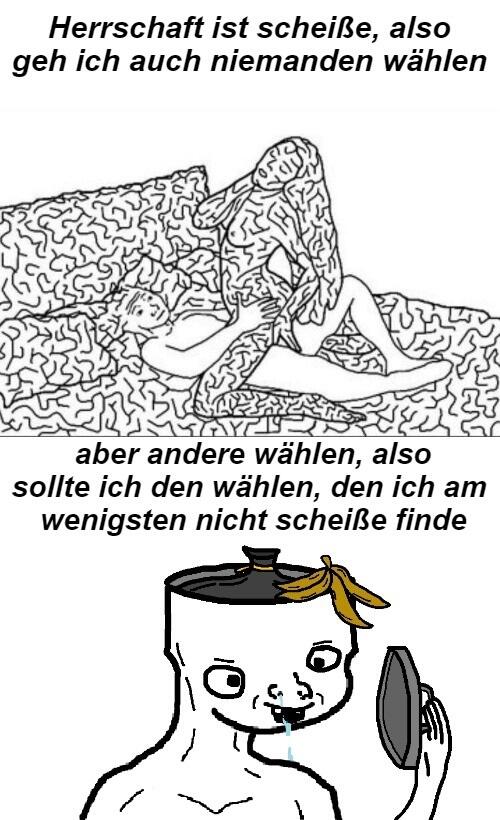 Herrschaft ist scheiße, also
geh ich auch niemanden wählen
aber andere wählen, also
sollte ich den wählen, den ich am
wenigsten nicht scheiße finde